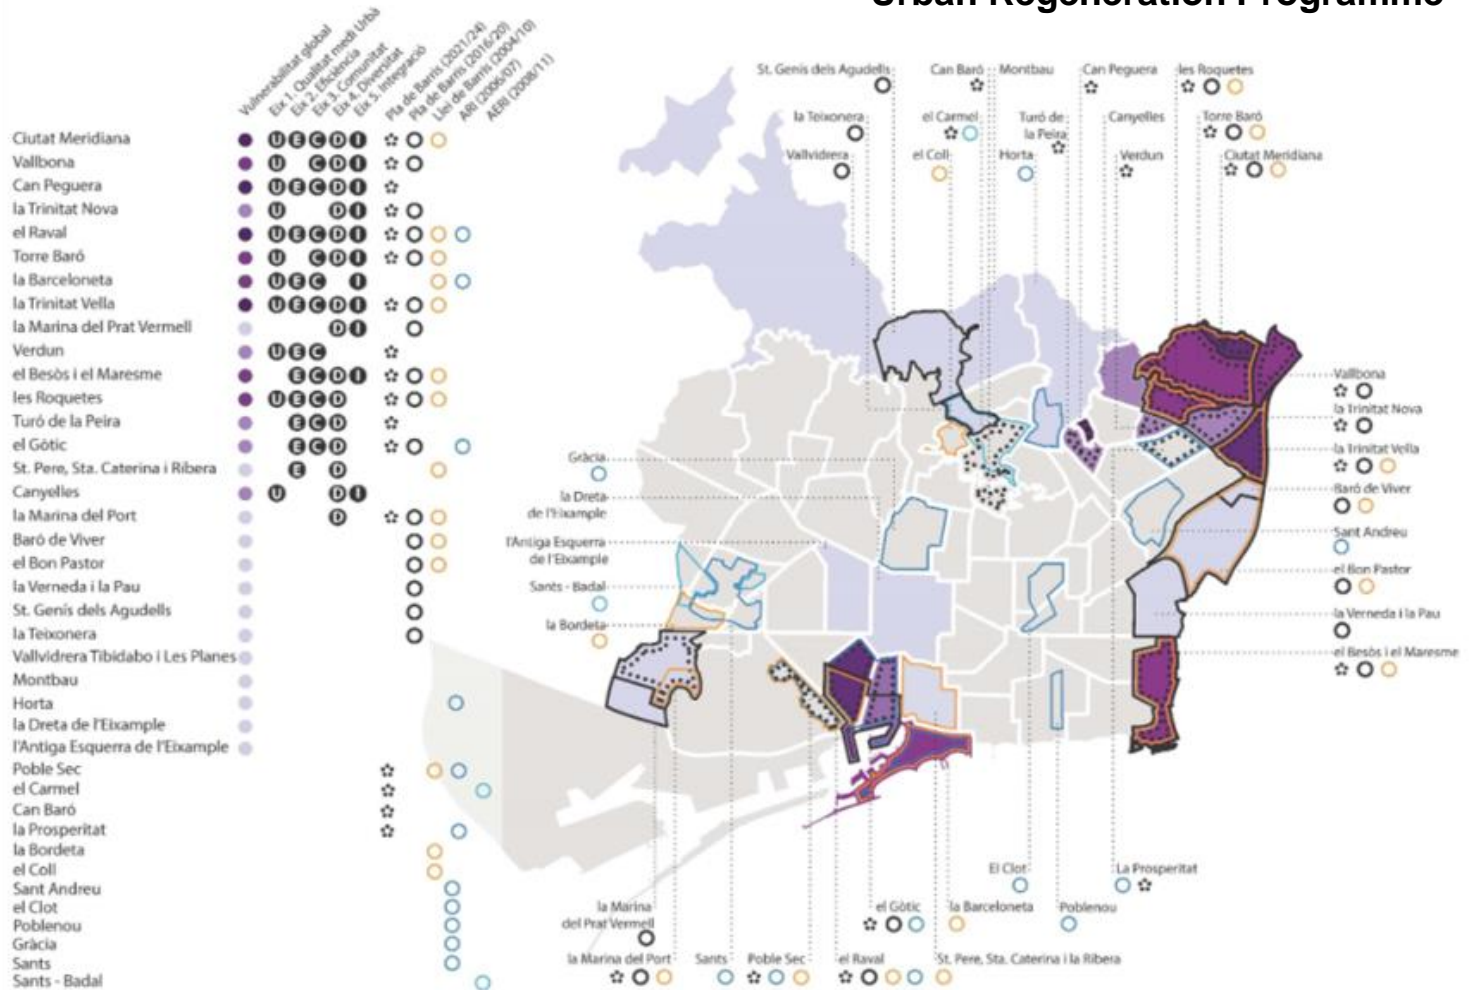 Urban Regeneration Programme
Vulnerabilitat global
Eix 1, Qualitat medi Urbà
Eix 2, Eficiència
Eix 3, Comunitat
Eix 4, Diversitat
Eix 5, Integració
Pla de Barris (2021/24)
Pla de Barris (2016/20)
Llei de Barris (2004/10)
ARI (2006/07)
AERI (2008/11)
Ciutat Meridiana U E C D I
Vallbona U C D I
Can Peguera U E C D I
la Trinitat Nova U D I
el Raval U E C D I
Torre Baró U C D I
la Barceloneta U E C I
la Trinitat Vella U E C D I
la Marina del Prat Vermell D I
Verdun U E C
el Besòs i el Maresme E C D I
les Roquetes U E C D
Turó de la Peira E C D
el Gòtic E C D
St. Pere, Sta. Caterina i Ribera E D
Canyelles U D I
la Marina del Port D
Baró de Viver
el Bon Pastor
la Verneda i la Pau
St. Genís dels Agudells
la Teixonera
Vallvidrera Tibidabo i Les Planes
Montbau
Horta
la Dreta de l'Eixample
l'Antiga Esquerra de l'Eixample
Poble Sec
el Carmel
Can Baró
la Prosperitat
la Bordeta
el Coll
Sant Andreu
el Clot
Poblenou
Gràcia
Sants
Sants - Badal
St. Genís dels Agudells
Can Baró
Montbau
Can Peguera
les Roquetes
la Teixonera
el Carmel
Turó de
la Peira
Canyelles
Torre Baró
Vallvidrera
el Coll
Horta
Verdun
Ciutat Meridiana
Vallbona
la Trinitat Nova
la Trinitat Vella
Baró de Viver
Sant Andreu
el Bon Pastor
la Verneda i la Pau
el Besòs i el Maresme
Gràcia
la Dreta
de l'Eixample
l'Antiga Esquerra
de l'Eixample
Sants - Badal
la Bordeta
El Clot
La Prosperitat
la Marina
del Prat Vermell
el Gòtic
la Barceloneta
Poblenou
la Marina del Port
Sants
Poble Sec
el Raval
St. Pere, Sta. Caterina i la Ribera